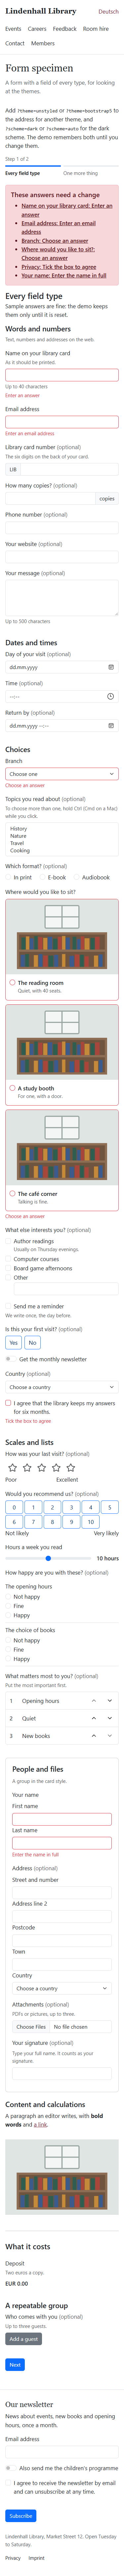 Lindenhall Library
Deutsch
Events Careers Feedback Room hire
Contact Members
Form specimen
A form with a field of every type, for looking
at the themes.
Add ?theme=unstyled or ?theme=bootstrap5 to
the address for another theme, and
?scheme=dark or ?scheme=auto for the dark
scheme. The demo remembers both until you
change them.
Step 1 of 2
Every field type
One more thing
These answers need a change
Name on your library card: Enter an
answer
Email address: Enter an email
address
Branch: Choose an answer
Where would you like to sit?:
Choose an answer
Privacy: Tick the box to agree
Your name: Enter the name in full
Every field type
Sample answers are fine: the demo keeps
them only until it is reset.
Words and numbers
Text, numbers and addresses on the web.
Name on your library card
As it should be printed.
Up to 40 characters
Enter an answer
Email address
Enter an email address
Library card number (optional)
The six digits on the back of your card.
LIB
How many copies? (optional)
copies
Phone number (optional)
Your website (optional)
Your message (optional)
Up to 500 characters
Dates and times
Day of your visit (optional)
dd.mm.yyyy
Time (optional)
--:--
Return by (optional)
dd.mm.yyyy --:--
Choices
Branch
Choose one
Choose an answer
Topics you read about (optional)
To choose more than one, hold Ctrl (Cmd on a Mac)
while you click.
History
Nature
Travel
Cooking
Which format? (optional)
In print E-book Audiobook
Where would you like to sit?
The reading room
Quiet, with 40 seats.
A study booth
For one, with a door.
The café corner
Talking is fine.
Choose an answer
What else interests you? (optional)
Author readings
Usually on Thursday evenings.
Computer courses
Board game afternoons
Other
Send me a reminder
We write once, the day before.
Is this your first visit? (optional)
Yes No
Get the monthly newsletter
Country (optional)
Choose a country
I agree that the library keeps my answers
for six months.
Tick the box to agree
Scales and lists
How was your last visit? (optional)
Poor Excellent
Would you recommend us? (optional)
0 1 2 3 4 5
6 7 8 9 10
Not likely Very likely
Hours a week you read
10 hours
How happy are you with these? (optional)
The opening hours
Not happy
Fine
Happy
The choice of books
Not happy
Fine
Happy
What matters most to you? (optional)
Put the most important first.
1 Opening hours
2 Quiet
3 New books
People and files
A group in the card style.
Your name
First name
Last name
Enter the name in full
Address (optional)
Street and number
Address line 2
Postcode
Town
Country
Choose a country
Attachments (optional)
PDFs or pictures, up to three.
Choose Files No file chosen
Your signature (optional)
Type your full name. It counts as your
signature.
Content and calculations
A paragraph an editor writes, with bold
words and a link.
What it costs
Deposit
Two euros a copy.
EUR 0.00
A repeatable group
Who comes with you (optional)
Up to three guests.
Add a guest
Next
Our newsletter
News about events, new books and opening
hours, once a month.
Email address
Also send me the children's programme
I agree to receive the newsletter by email
and can unsubscribe at any time.
Subscribe
Lindenhall Library, Market Street 12. Open Tuesday
to Saturday.
Privacy Imprint